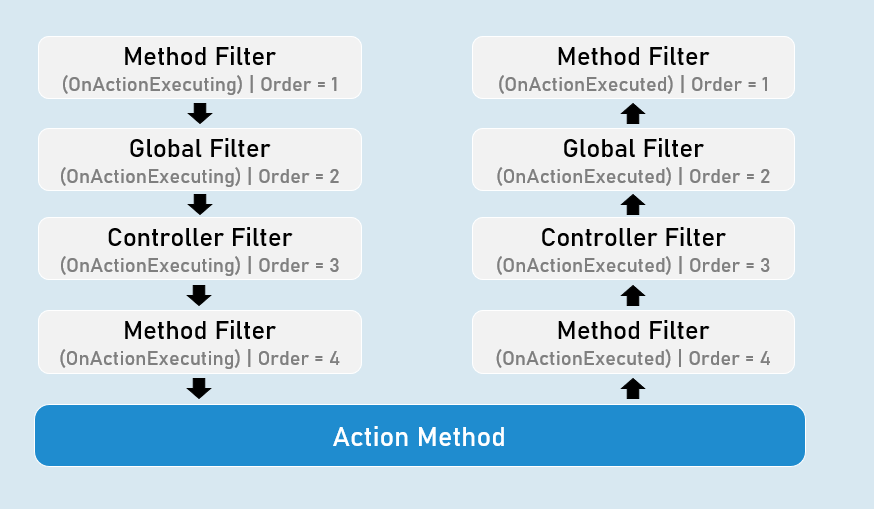 Method Filter
(OnActionExecuting) | Order = 1
Global Filter
(OnActionExecuting) | Order = 2
Controller Filter
(OnActionExecuting) | Order = 3
Method Filter
(OnActionExecuting) | Order = 4
Method Filter
(OnActionExecuted) | Order = 1
Global Filter
(OnActionExecuted) | Order = 2
Controller Filter
(OnActionExecuted) | Order = 3
Method Filter
(OnActionExecuted) | Order = 4
Action Method